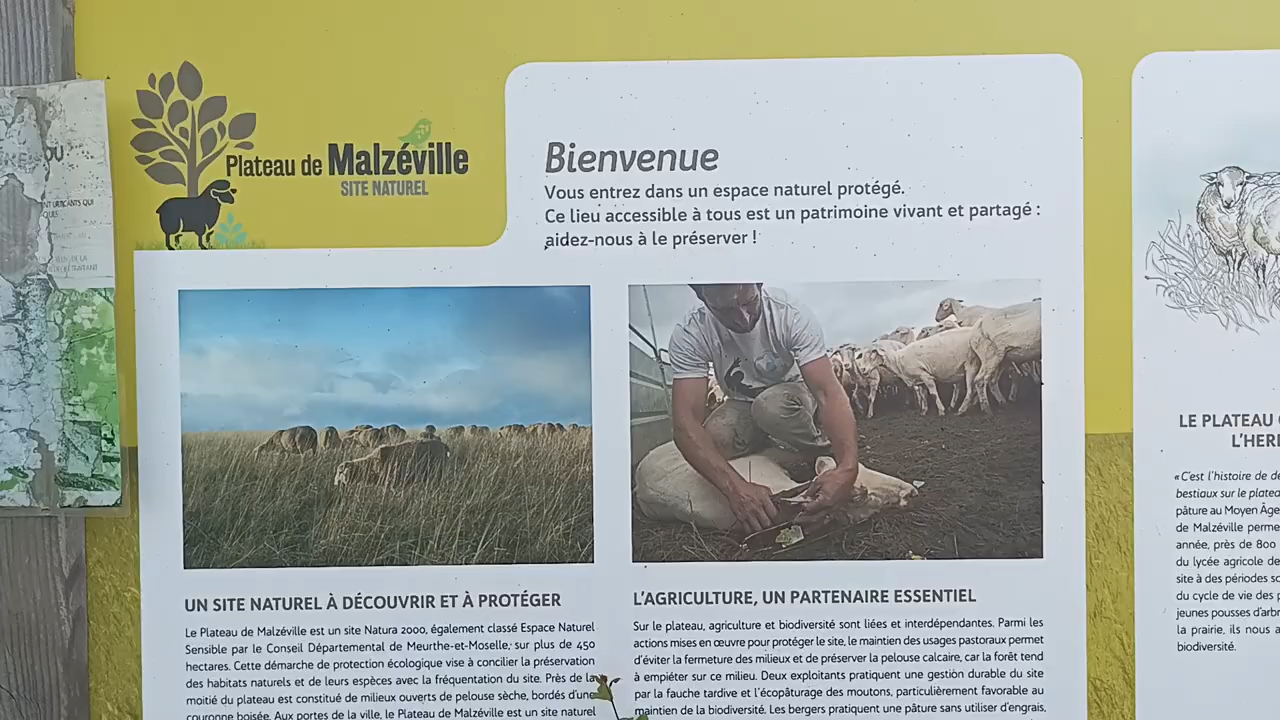 Plateau de Malzéville
SITE NATUREL
Bienvenue
Vous entrez dans un espace naturel protégé.
Ce lieu accessible à tous est un patrimoine vivant et partagé :
aidez-nous à le préserver !
UN SITE NATUREL À DÉCOUVRIR ET À PROTÉGER
Le Plateau de Malzéville est un site Natura 2000, également classé Espace Naturel
Sensible par le Conseil Départemental de Meurthe-et-Moselle, sur plus de 450
hectares. Cette démarche de protection écologique vise à concilier la préservation
des habitats naturels et de leurs espèces avec la fréquentation du site. Près de la
moitié du plateau est constitué de milieux ouverts de pelouse sèche, bordés d'une
couronne boisée. Aux portes de la ville, le Plateau de Malzéville est un site naturel
L'AGRICULTURE, UN PARTENAIRE ESSENTIEL
Sur le plateau, agriculture et biodiversité sont liées et interdépendantes. Parmi les
actions mises en œuvre pour protéger le site, le maintien des usages pastoraux permet
d'éviter la fermeture des milieux et de préserver la pelouse calcaire, car la forêt tend
à empiéter sur ce milieu. Deux exploitants pratiquent une gestion durable du site
par la fauche tardive et l'écopâturage des moutons, particulièrement favorable au
maintien de la biodiversité. Les bergers pratiquent une pâture sans utiliser d'engrais,
LE PLATEAU
L'HER
« C'est l'histoire de
bestiaux sur le
pâture au Moyen Âge
de Malzéville
année, près de 800
du lycée agricole de
site à des périodes
du cycle de vie des
jeunes pousses
la prairie, ils nous
biodiversité.